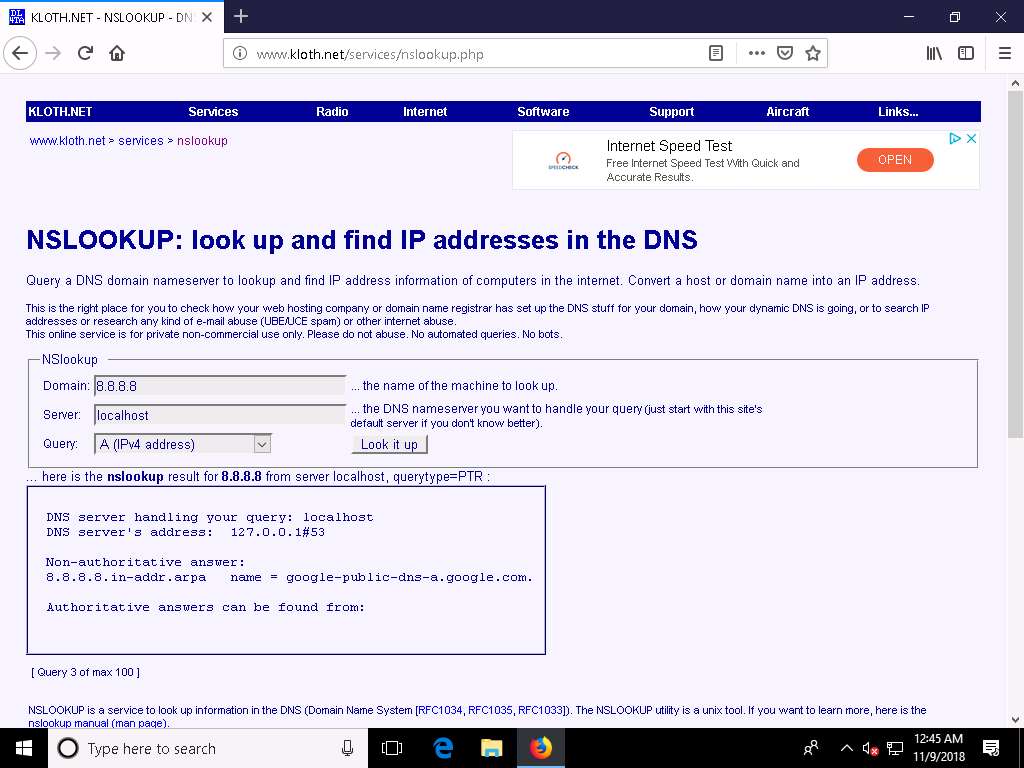 KLOTH.NET - NSLOOKUP - DN
www.kloth.net/services/nslookup.php
KLOTH.NET Services Radio Internet Software Support Aircraft Links...
www.kloth.net > services > nslookup
Internet Speed Test
Free Internet Speed Test With Quick and
Accurate Results.
SPEEDCHECK
OPEN
NSLOOKUP: look up and find IP addresses in the DNS
Query a DNS domain nameserver to lookup and find IP address information of computers in the internet. Convert a host or domain name into an IP address.
This is the right place for you to check how your web hosting company or domain name registrar has set up the DNS stuff for your domain, how your dynamic DNS is going, or to search IP
addresses or research any kind of e-mail abuse (UBE/UCE spam) or other internet abuse.
This online service is for private non-commercial use only. Please do not abuse. No automated queries. No bots.
NSlookup
Domain: 8.8.8.8 ... the name of the machine to look up.
Server: localhost ... the DNS nameserver you want to handle your query (just start with this site's
default server if you don't know better).
Query: A (IPv4 address) Look it up
... here is the nslookup result for 8.8.8.8 from server localhost, querytype=PTR :
DNS server handling your query: localhost
DNS server's address: 127.0.0.1#53
Non-authoritative answer:
8.8.8.8.in-addr.arpa name = google-public-dns-a.google.com.
Authoritative answers can be found from:
[ Query 3 of max 100 ]
NSLOOKUP is a service to look up information in the DNS (Domain Name System [RFC1034, RFC1035, RFC1033]). The NSLOOKUP utility is a unix tool. If you want to learn more, here is the
nslookup manual (man page).
Type here to search
12:45 AM
11/9/2018